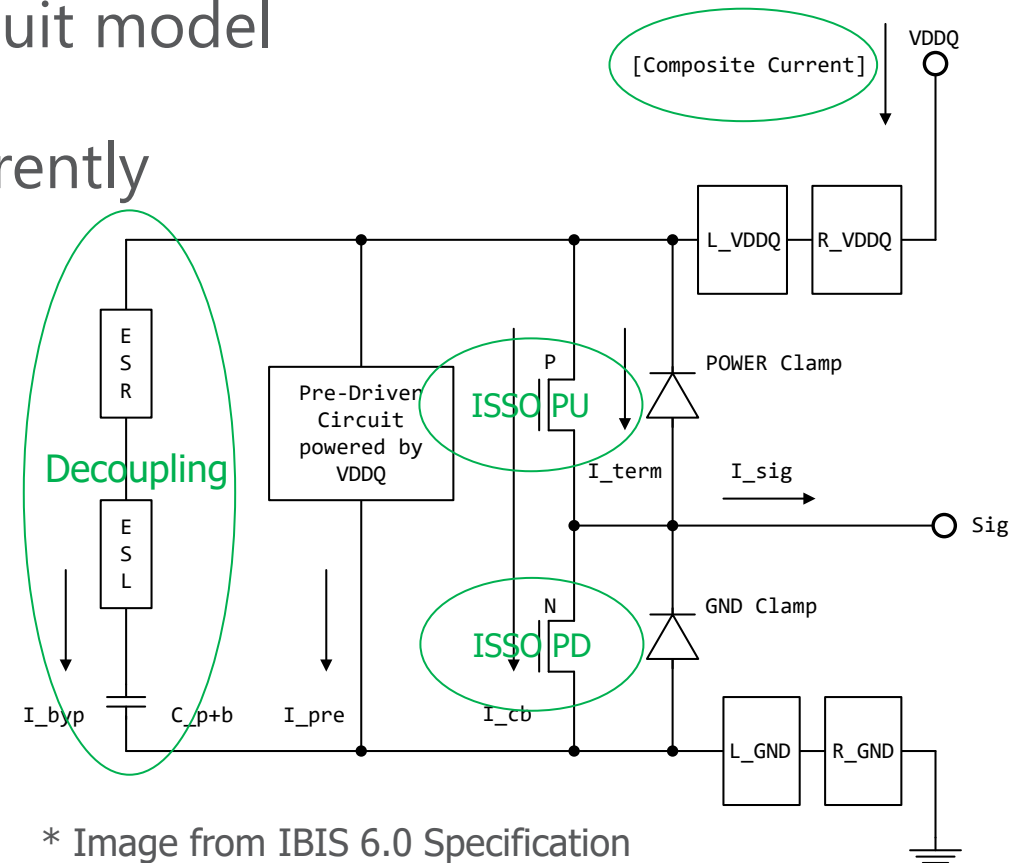 uit model
rently
[Composite Current]
VDDQ
L_VDDQ
R_VDDQ
E
S
R
Decoupling
E
S
L
I_byp
C_p+b
Pre-Driver
Circuit
powered by
VDDQ
I_pre
P
ISSO PU
I_term
POWER Clamp
I_sig
Sig
N
ISSO PD
GND Clamp
I_cb
L_GND
R_GND
* Image from IBIS 6.0 Specification